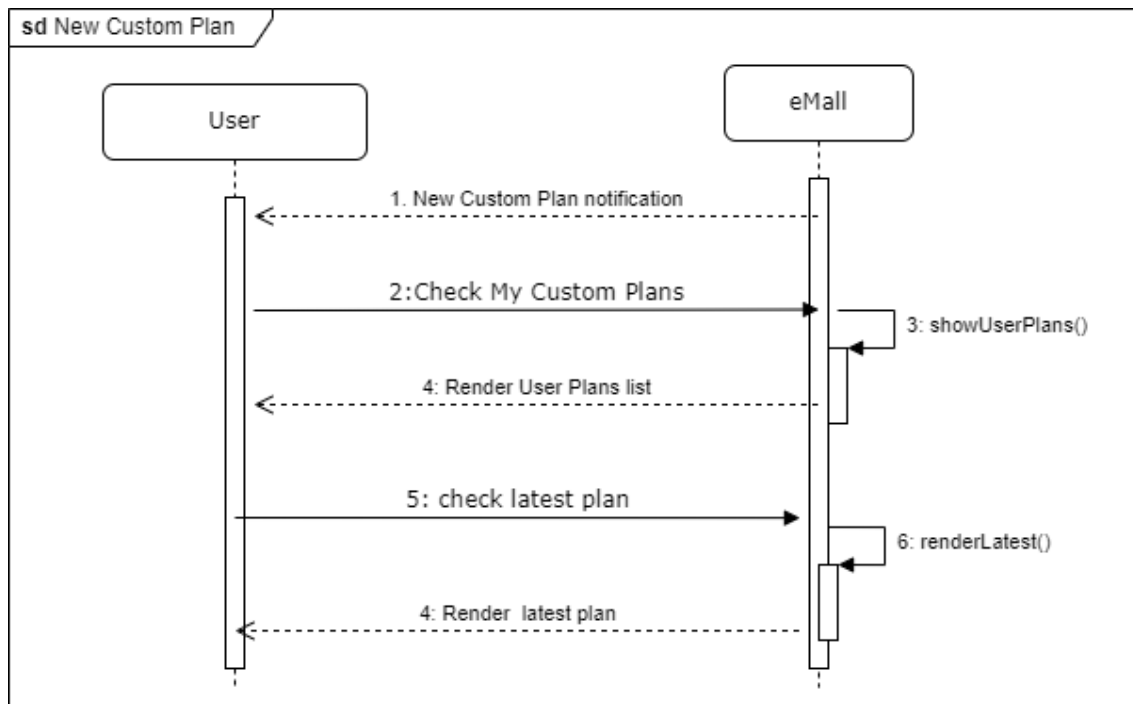 sd New Custom Plan
User
eMall
1. New Custom Plan notification
2:Check My Custom Plans
3: showUserPlans()
4: Render User Plans list
5: check latest plan
6: renderLatest()
4: Render latest plan